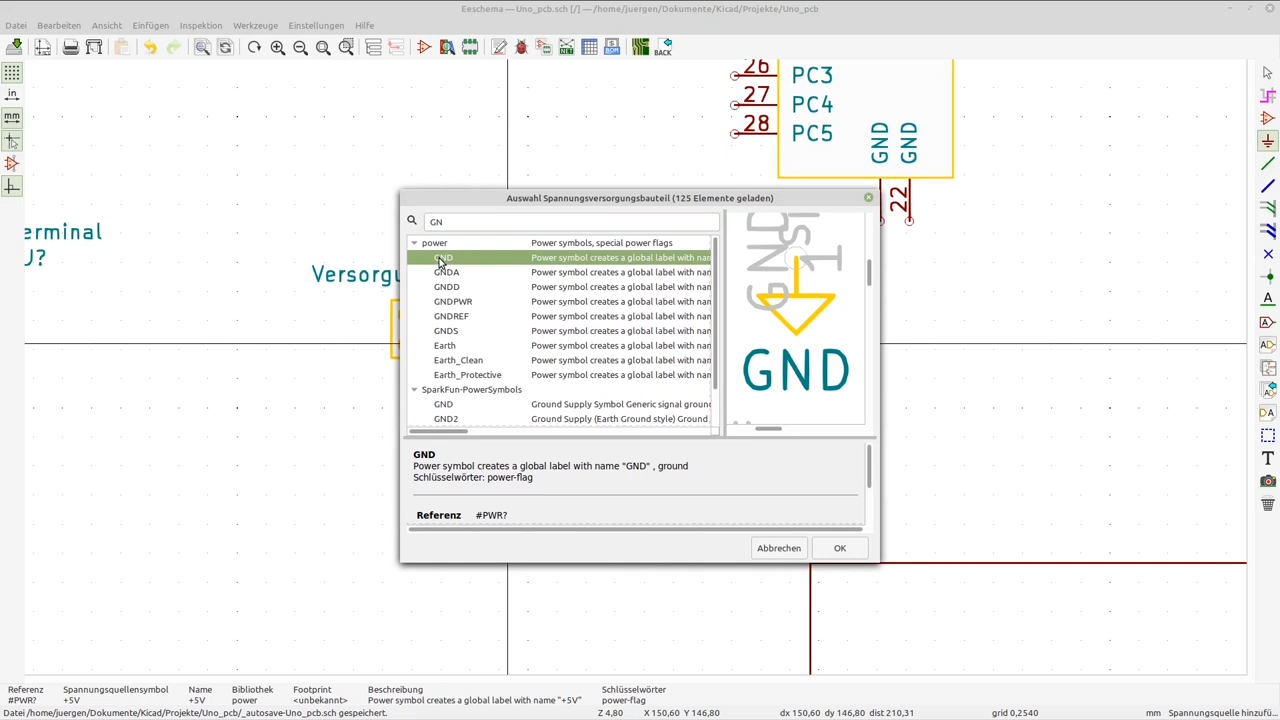 Eeschema — Uno_pcb.sch [/] — /home/juergen/Dokumente/Kicad/Projekte/Uno_pcb
Datei Bearbeiten Ansicht Einfügen Inspektion Werkzeuge Einstellungen Hilfe
BACK
in
mm
26 PC3
27 PC4
28 PC5
GND GND
22
erminal
U?
Versorgu
Auswahl Spannungsversorgungsbauteil (125 Elemente geladen)
GN
power Power symbols, special power flags
GND Power symbol creates a global label with nam
GNDA Power symbol creates a global label with nam
GNDD Power symbol creates a global label with nam
GNDPWR Power symbol creates a global label with nam
GNDREF Power symbol creates a global label with nam
GNDS Power symbol creates a global label with nam
Earth Power symbol creates a global label with nam
Earth_Clean Power symbol creates a global label with nam
Earth_Protective Power symbol creates a global label with nam
SparkFun-PowerSymbols
GND Ground Supply Symbol Generic signal ground
GND2 Ground Supply (Earth Ground style) Ground
GND
1
GND
GND
Power symbol creates a global label with name "GND" , ground
Schlüsselwörter: power-flag
Referenz #PWR?
Abbrechen OK
Referenz Spannungsquellensymbol Name Bibliothek Footprint Beschreibung Schlüsselwörter
#PWR? +5V +5V power <unbekannt> Power symbol creates a global label with name "+5V" power-flag
Datei /home/juergen/Dokumente/Kicad/Projekte/Uno_pcb/_autosave-Uno_pcb.sch gespeichert. Z 4,80 X 150,60 Y 146,80 dx 150,60 dy 146,80 dist 210,31 grid 0,2540 mm Spannungsquelle hinzufü...